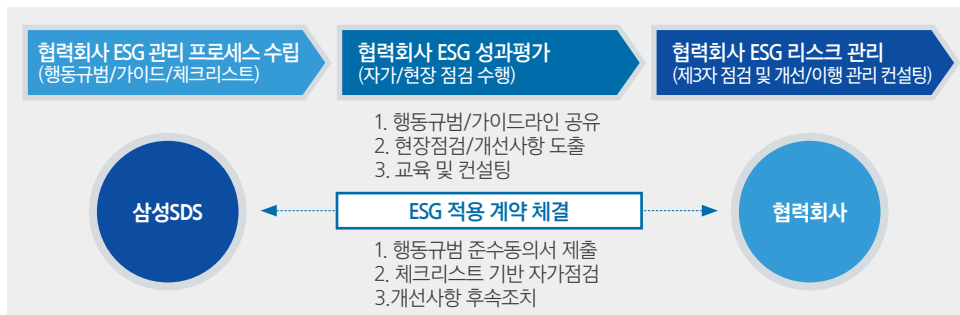 협력회사 ESG 관리 프로세스 수립
(행동규범/가이드/체크리스트)
협력회사 ESG 성과평가
(자가/현장 점검 수행)
협력회사 ESG 리스크 관리
(제3자 점검 및 개선/이행 관리 컨설팅)
1. 행동규범/가이드라인 공유
2. 현장점검/개선사항 도출
3. 교육 및 컨설팅
삼성SDS
ESG 적용 계약 체결
협력회사
1. 행동규범 준수동의서 제출
2. 체크리스트 기반 자가점검
3.개선사항 후속조치